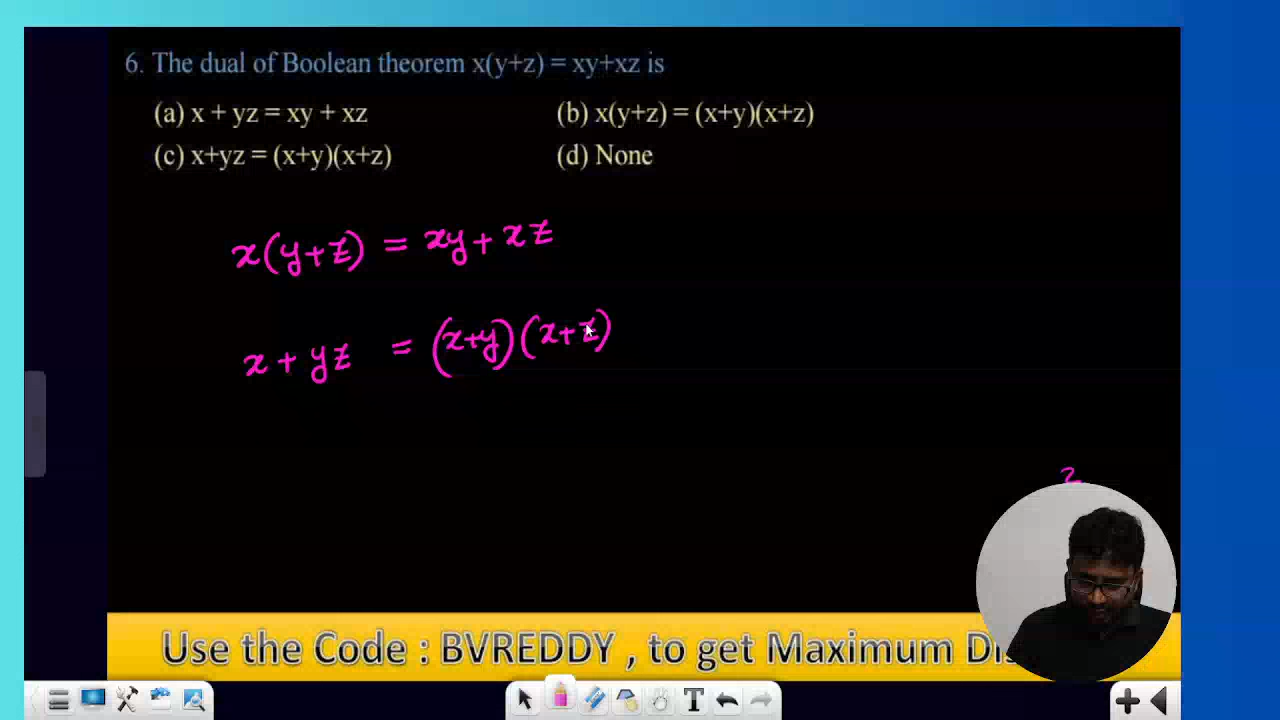 6. The dual of Boolean theorem x(y+z) = xy+xz is
(a) x + yz = xy + xz (b) x(y+z) = (x+y)(x+z)
(c) x+yz = (x+y)(x+z) (d) None
x(y+z) = xy + xz
x + yz = (x+y)(x+z)
Use the Code : BVREDDY , to get Maximum
T